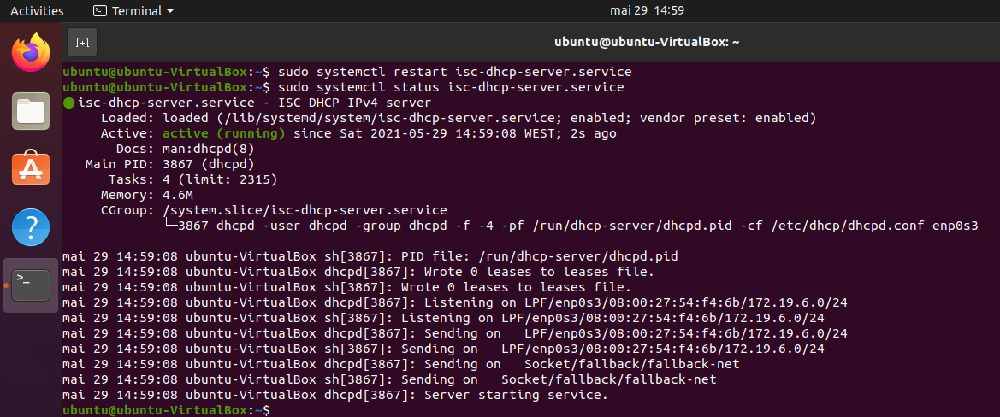 Activities Terminal mai 29 14:59
ubuntu@ubuntu-VirtualBox: ~
ubuntu@ubuntu-VirtualBox:~$ sudo systemctl restart isc-dhcp-server.service
ubuntu@ubuntu-VirtualBox:~$ sudo systemctl status isc-dhcp-server.service
● isc-dhcp-server.service - ISC DHCP IPv4 server
Loaded: loaded (/lib/systemd/system/isc-dhcp-server.service; enabled; vendor preset: enabled)
Active: active (running) since Sat 2021-05-29 14:59:08 WEST; 2s ago
Docs: man:dhcpd(8)
Main PID: 3867 (dhcpd)
Tasks: 4 (limit: 2315)
Memory: 4.6M
CGroup: /system.slice/isc-dhcp-server.service
└─3867 dhcpd -user dhcpd -group dhcpd -f -4 -pf /run/dhcp-server/dhcpd.pid -cf /etc/dhcp/dhcpd.conf enp0s3
mai 29 14:59:08 ubuntu-VirtualBox sh[3867]: PID file: /run/dhcp-server/dhcpd.pid
mai 29 14:59:08 ubuntu-VirtualBox dhcpd[3867]: Wrote 0 leases to leases file.
mai 29 14:59:08 ubuntu-VirtualBox sh[3867]: Wrote 0 leases to leases file.
mai 29 14:59:08 ubuntu-VirtualBox dhcpd[3867]: Listening on LPF/enp0s3/08:00:27:54:f4:6b/172.19.6.0/24
mai 29 14:59:08 ubuntu-VirtualBox sh[3867]: Listening on LPF/enp0s3/08:00:27:54:f4:6b/172.19.6.0/24
mai 29 14:59:08 ubuntu-VirtualBox dhcpd[3867]: Sending on   LPF/enp0s3/08:00:27:54:f4:6b/172.19.6.0/24
mai 29 14:59:08 ubuntu-VirtualBox sh[3867]: Sending on   LPF/enp0s3/08:00:27:54:f4:6b/172.19.6.0/24
mai 29 14:59:08 ubuntu-VirtualBox dhcpd[3867]: Sending on   Socket/fallback/fallback-net
mai 29 14:59:08 ubuntu-VirtualBox sh[3867]: Sending on   Socket/fallback/fallback-net
mai 29 14:59:08 ubuntu-VirtualBox dhcpd[3867]: Server starting service.
ubuntu@ubuntu-VirtualBox:~$